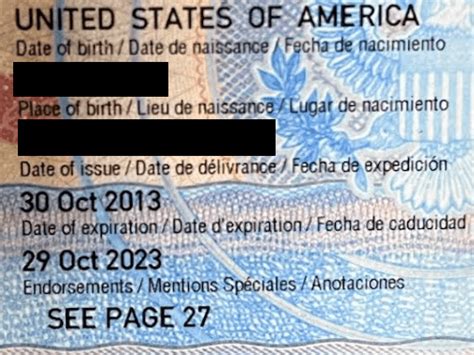 UNITED STATES OF AMERICA
Date of birth / Date de naissance / Fecha de nacimiento
Place of birth / Lieu de naissance / Lugar de nacimiento
Date of issue / Date de délivrance / Fecha de expedición
30 Oct 2013
Date of expiration / Date d'expiration / Fecha de caducidad
29 Oct 2023
Endorsements / Mentions Spéciales / Anotaciones
SEE PAGE 27